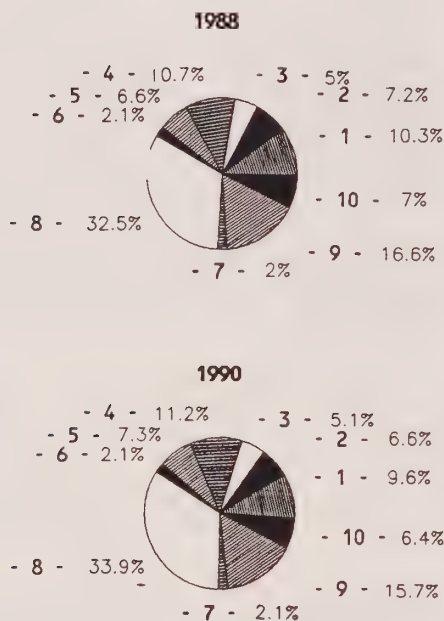 1988
- 4 - 10.7%
- 3 - 5%
- 5 - 6.6%
- 2 - 7.2%
- 6 - 2.1%
- 1 - 10.3%
- 10 - 7%
- 8 - 32.5%
- 9 - 16.6%
- 7 - 2%
1990
- 4 - 11.2%
- 3 - 5.1%
- 5 - 7.3%
- 2 - 6.6%
- 6 - 2.1%
- 1 - 9.6%
- 10 - 6.4%
- 8 - 33.9%
- 9 - 15.7%
- 7 - 2.1%